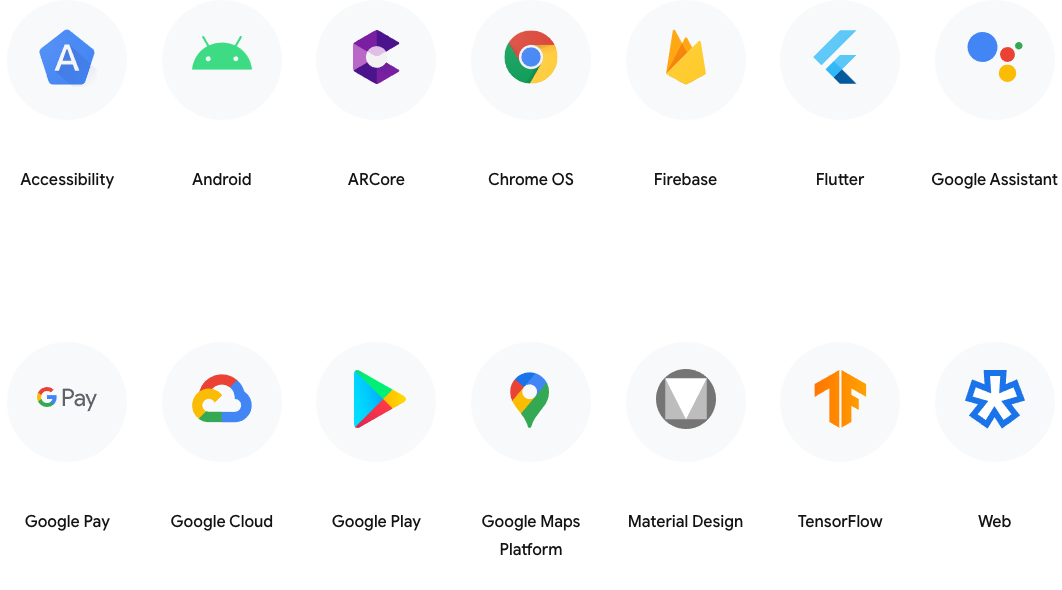 A
Accessibility
Android
ARCore
Chrome OS
Firebase
Flutter
Google Assistant
G Pay
Google Pay
Google Cloud
Google Play
Google Maps
Platform
Material Design
TensorFlow
Web